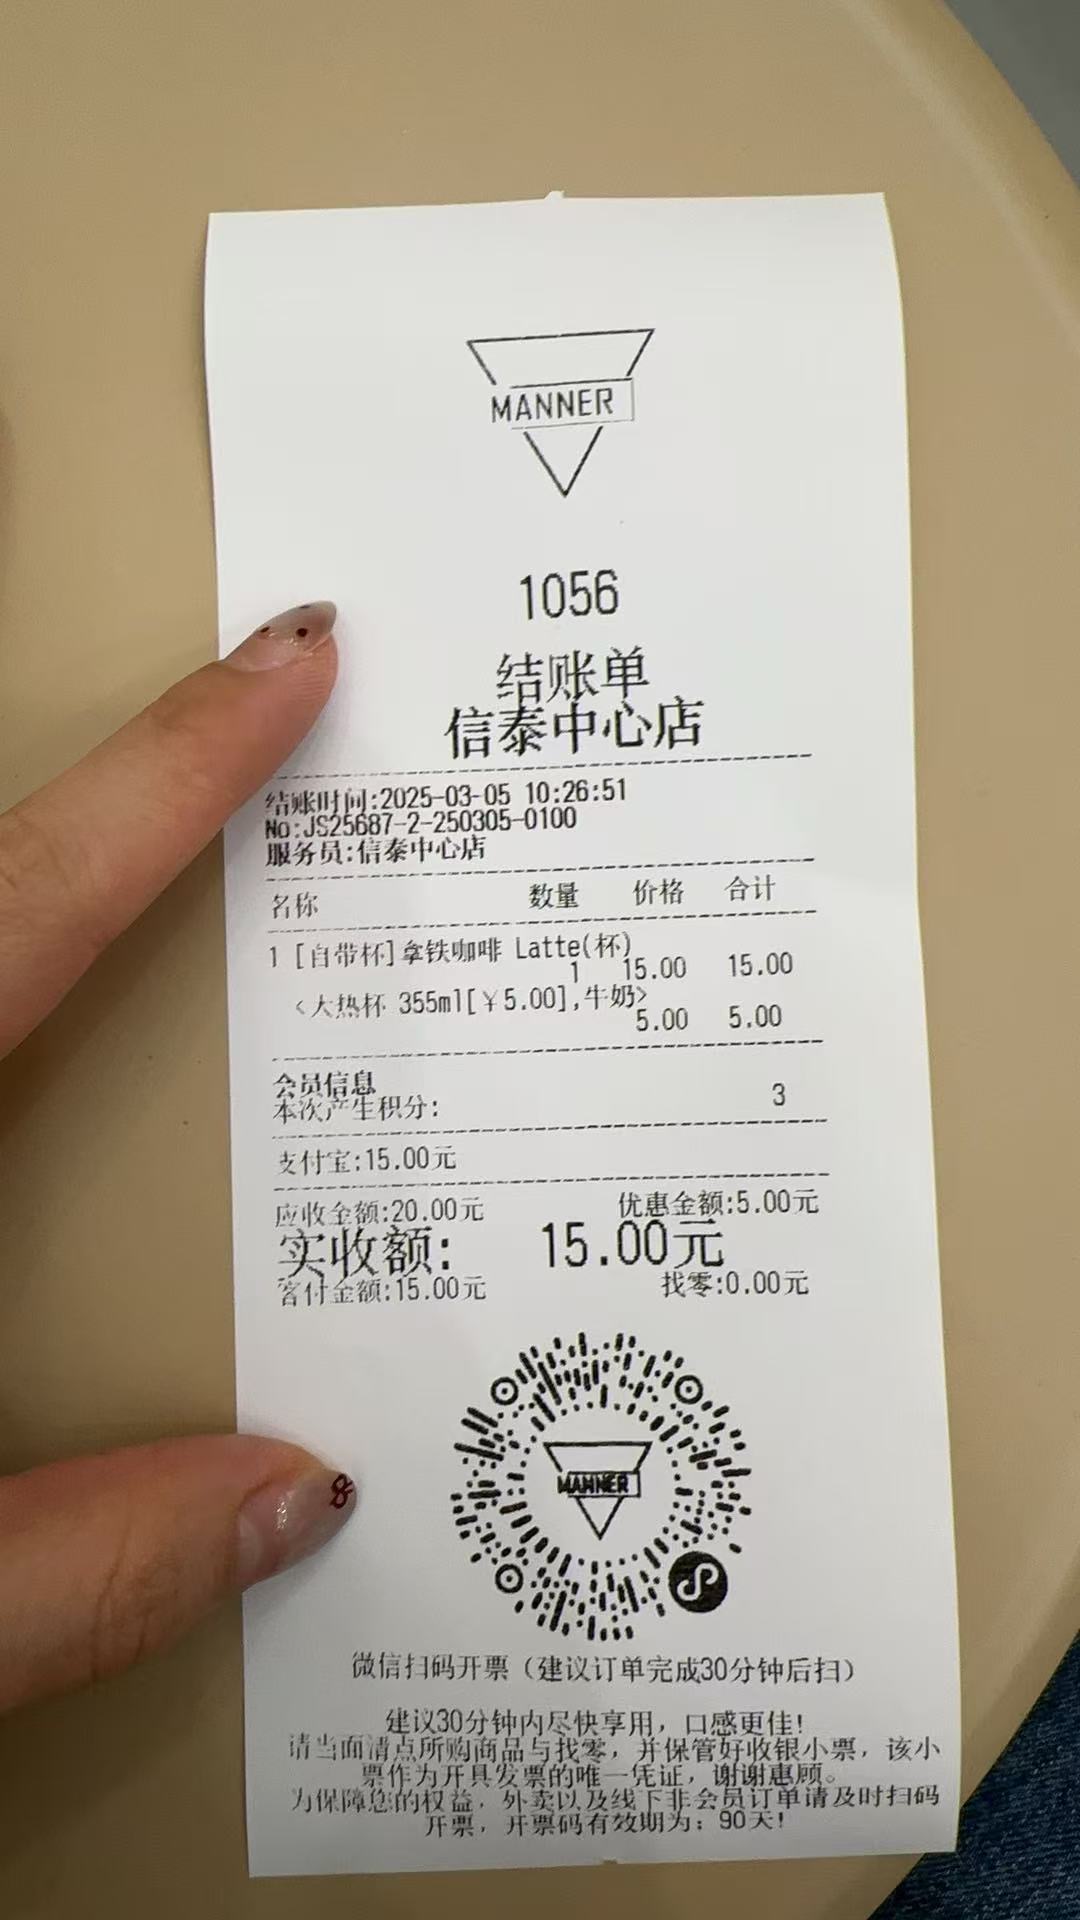 MANNER
1056
结账单
信泰中心店
结账时间:2025-03-05 10:26:51
No:JS25687-2-250305-0100
服务员:信泰中心店
名称 数量 价格 合计
1 [自带杯]拿铁咖啡 Latte(杯)
1 15.00 15.00
<大热杯 355ml[￥5.00],牛奶>
5.00 5.00
会员信息
本次产生积分: 3
支付宝:15.00元
应收金额:20.00元 优惠金额:5.00元
实收额: 15.00元
客付金额:15.00元 找零:0.00元
MANNER
微信扫码开票（建议订单完成30分钟后扫）
建议30分钟内尽快享用，口感更佳!
请当面清点所购商品与找零，并保管好收银小票，该小
票作为开具发票的唯一凭证，谢谢惠顾。
为保障您的权益，外卖以及线下非会员订单请及时扫码
开票，开票码有效期为：90天!